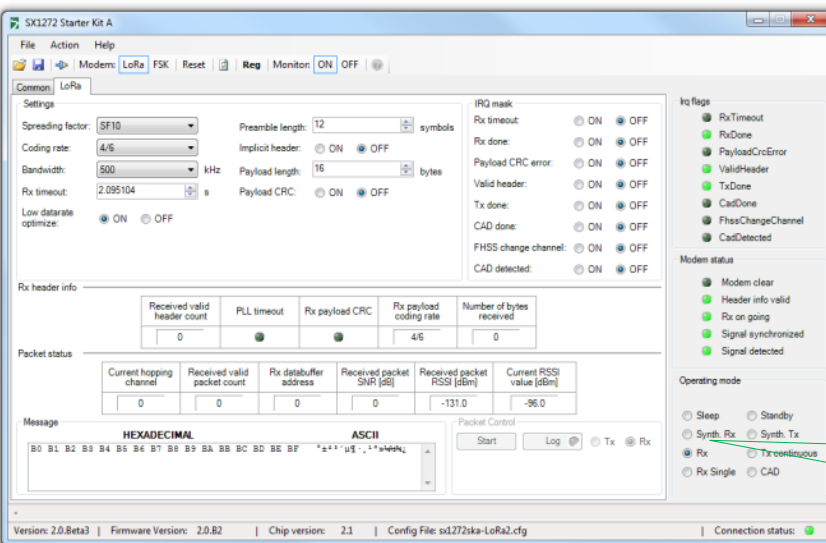 SX1272 Starter Kit A
File Action Help
Modem: LoRa FSK Reset Reg Monitor: ON OFF
Common LoRa
Settings
Spreading factor: SF10
Coding rate: 4/6
Bandwidth: 500 kHz
Rx timeout: 2.095104 s
Low datarate
optimize: ON OFF
Preamble length: 12 symbols
Implicit header: ON OFF
Payload length: 16 bytes
Payload CRC: ON OFF
IRQ mask
Rx timeout: ON OFF
Rx done: ON OFF
Payload CRC error: ON OFF
Valid header: ON OFF
Tx done: ON OFF
CAD done: ON OFF
FHSS change channel: ON OFF
CAD detected: ON OFF
Irq flags
RxTimeout
RxDone
PayloadCrcError
ValidHeader
TxDone
CadDone
FhssChangeChannel
CadDetected
Modem status
Modem clear
Header info valid
Rx on going
Signal synchronized
Signal detected
Operating mode
Sleep Standby
Synth. Rx Synth. Tx
Rx Tx continuous
Rx Single CAD
Rx header info
Received valid
header count
PLL timeout
Rx payload CRC
Rx payload
coding rate
Number of bytes
received
0 4/6 0
Packet status
Current hopping
channel
Received valid
packet count
Rx databuffer
address
Received packet
SNR [dB]
Received packet
RSSI [dBm]
Current RSSI
value [dBm]
0 0 0 0 -131.0 -96.0
Message
HEXADECIMAL ASCII
B0 B1 B2 B3 B4 B5 B6 B7 B8 B9 BA BB BC BD BE BF
Packet Control
Start Log Tx Rx
Version: 2.0.Beta3 | Firmware Version: 2.0.B2 | Chip version: 2.1 | Config File: sx1272ska-LoRa2.cfg | Connection status: